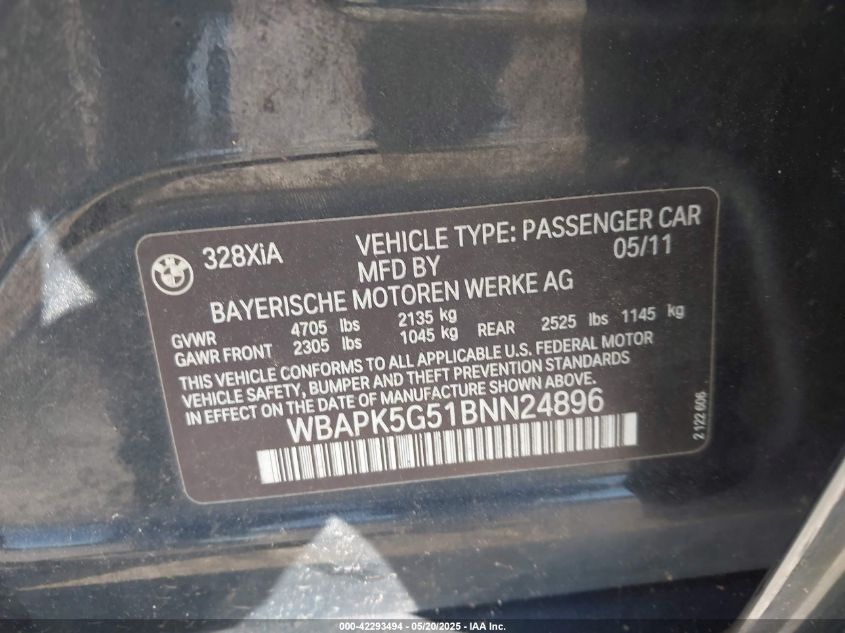 328XiA VEHICLE TYPE: PASSENGER CAR
MFD BY 05/11
BAYERISCHE MOTOREN WERKE AG
GVWR 4705 lbs 2135 kg
GAWR FRONT 2305 lbs 1045 kg REAR 2525 lbs 1145 kg
THIS VEHICLE CONFORMS TO ALL APPLICABLE U.S. FEDERAL MOTOR
VEHICLE SAFETY, BUMPER AND THEFT PREVENTION STANDARDS
IN EFFECT ON THE DATE OF MANUFACTURE SHOWN ABOVE.
WBAPK5G51BNN24896
2 122 606
000-42293494 - 05/20/2025 - IAA Inc.